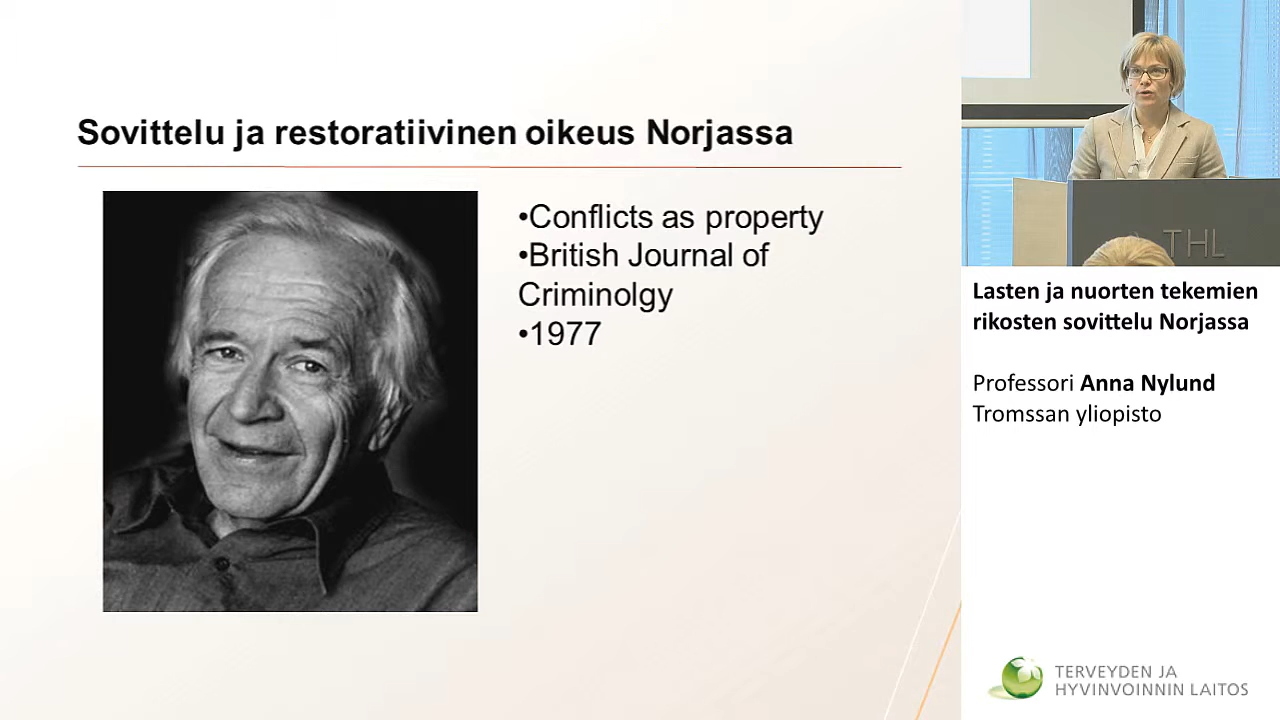 Sovittelu ja restoratiivinen oikeus Norjassa
•Conflicts as property
•British Journal of
Criminolgy
•1977
THL
Lasten ja nuorten tekemien
rikosten sovittelu Norjassa
Professori Anna Nylund
Tromssan yliopisto
TERVEYDEN JA
HYVINVOINNIN LAITOS